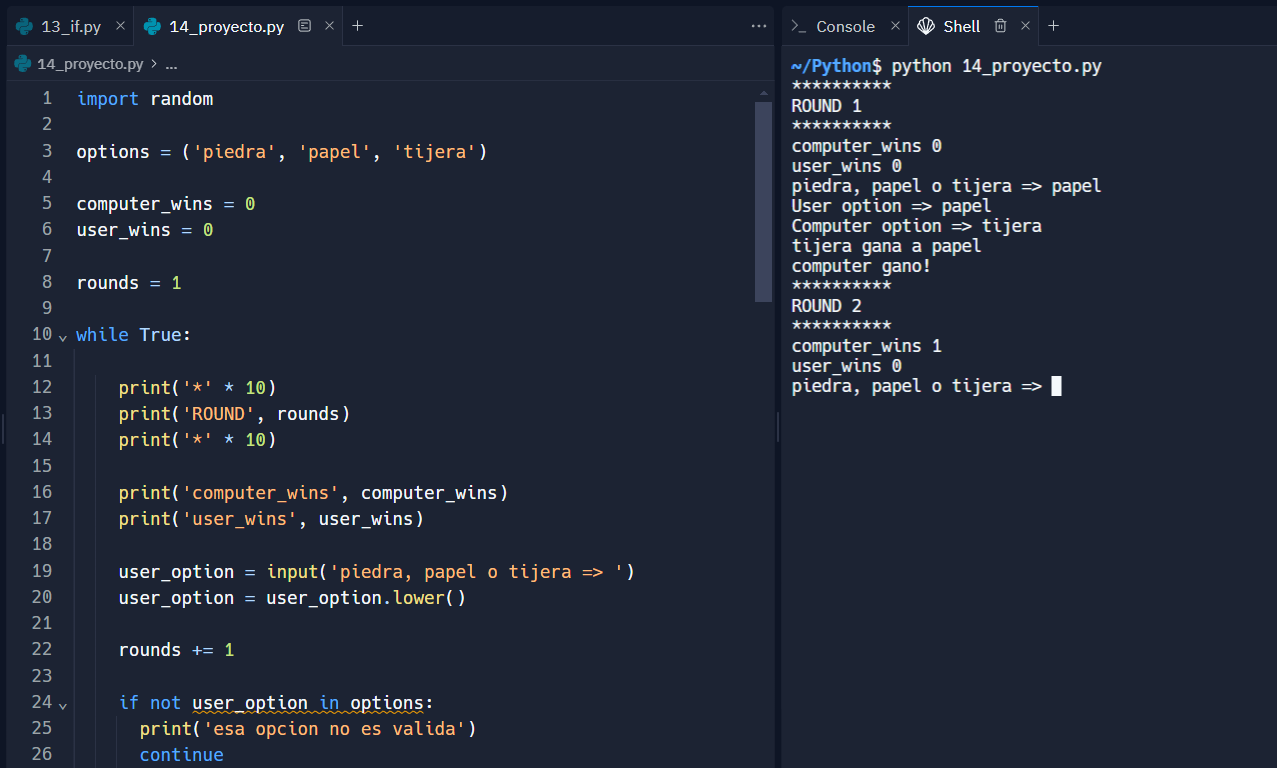 13_if.py × 14_proyecto.py × +
14_proyecto.py > ...
1 import random
2
3 options = ('piedra', 'papel', 'tijera')
4
5 computer_wins = 0
6 user_wins = 0
7
8 rounds = 1
9
10 while True:
11
12 print('*' * 10)
13 print('ROUND', rounds)
14 print('*' * 10)
15
16 print('computer_wins', computer_wins)
17 print('user_wins', user_wins)
18
19 user_option = input('piedra, papel o tijera => ')
20 user_option = user_option.lower()
21
22 rounds += 1
23
24 if not user_option in options:
25 print('esa opcion no es valida')
26 continue
>_ Console × Shell × +
~/Python$ python 14_proyecto.py
**********
ROUND 1
**********
computer_wins 0
user_wins 0
piedra, papel o tijera => papel
User option => papel
Computer option => tijera
tijera gana a papel
computer gano!
**********
ROUND 2
**********
computer_wins 1
user_wins 0
piedra, papel o tijera =>